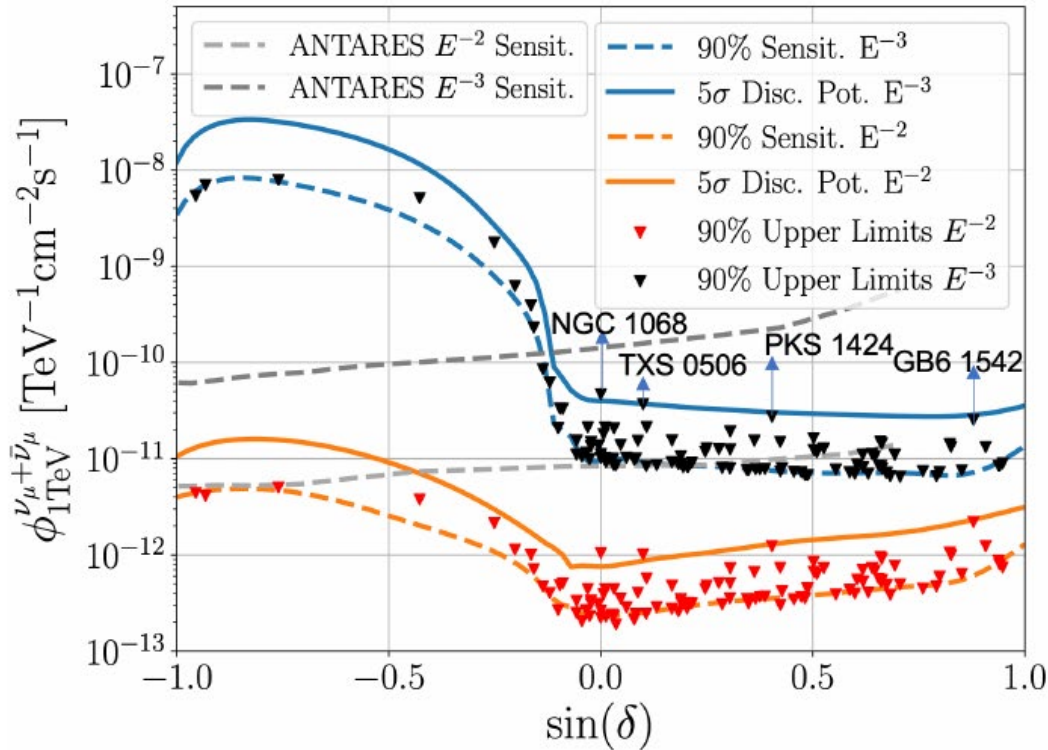 ANTARES E⁻² Sensit.
ANTARES E⁻³ Sensit.
90% Sensit. E⁻³
5σ Disc. Pot. E⁻³
90% Sensit. E⁻²
5σ Disc. Pot. E⁻²
90% Upper Limits E⁻²
90% Upper Limits E⁻³
10⁻⁷
10⁻⁸
10⁻⁹
10⁻¹⁰
10⁻¹¹
10⁻¹²
10⁻¹³
ϕ_{1TeV}^{ν_μ+ν̄_μ} [TeV⁻¹cm⁻²s⁻¹]
NGC 1068
TXS 0506
PKS 1424
GB6 1542
−1.0 −0.5 0.0 0.5 1.0
sin(δ)